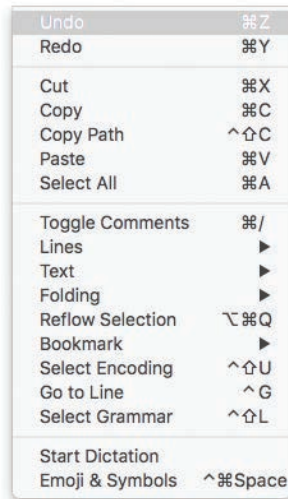 Undo ⌘Z
Redo ⌘Y
Cut ⌘X
Copy ⌘C
Copy Path ^⇧C
Paste ⌘V
Select All ⌘A
Toggle Comments ⌘/
Lines ▶
Text ▶
Folding ▶
Reflow Selection ⌥⌘Q
Bookmark ▶
Select Encoding ^⇧U
Go to Line ^G
Select Grammar ^⇧L
Start Dictation
Emoji & Symbols ^⌘Space